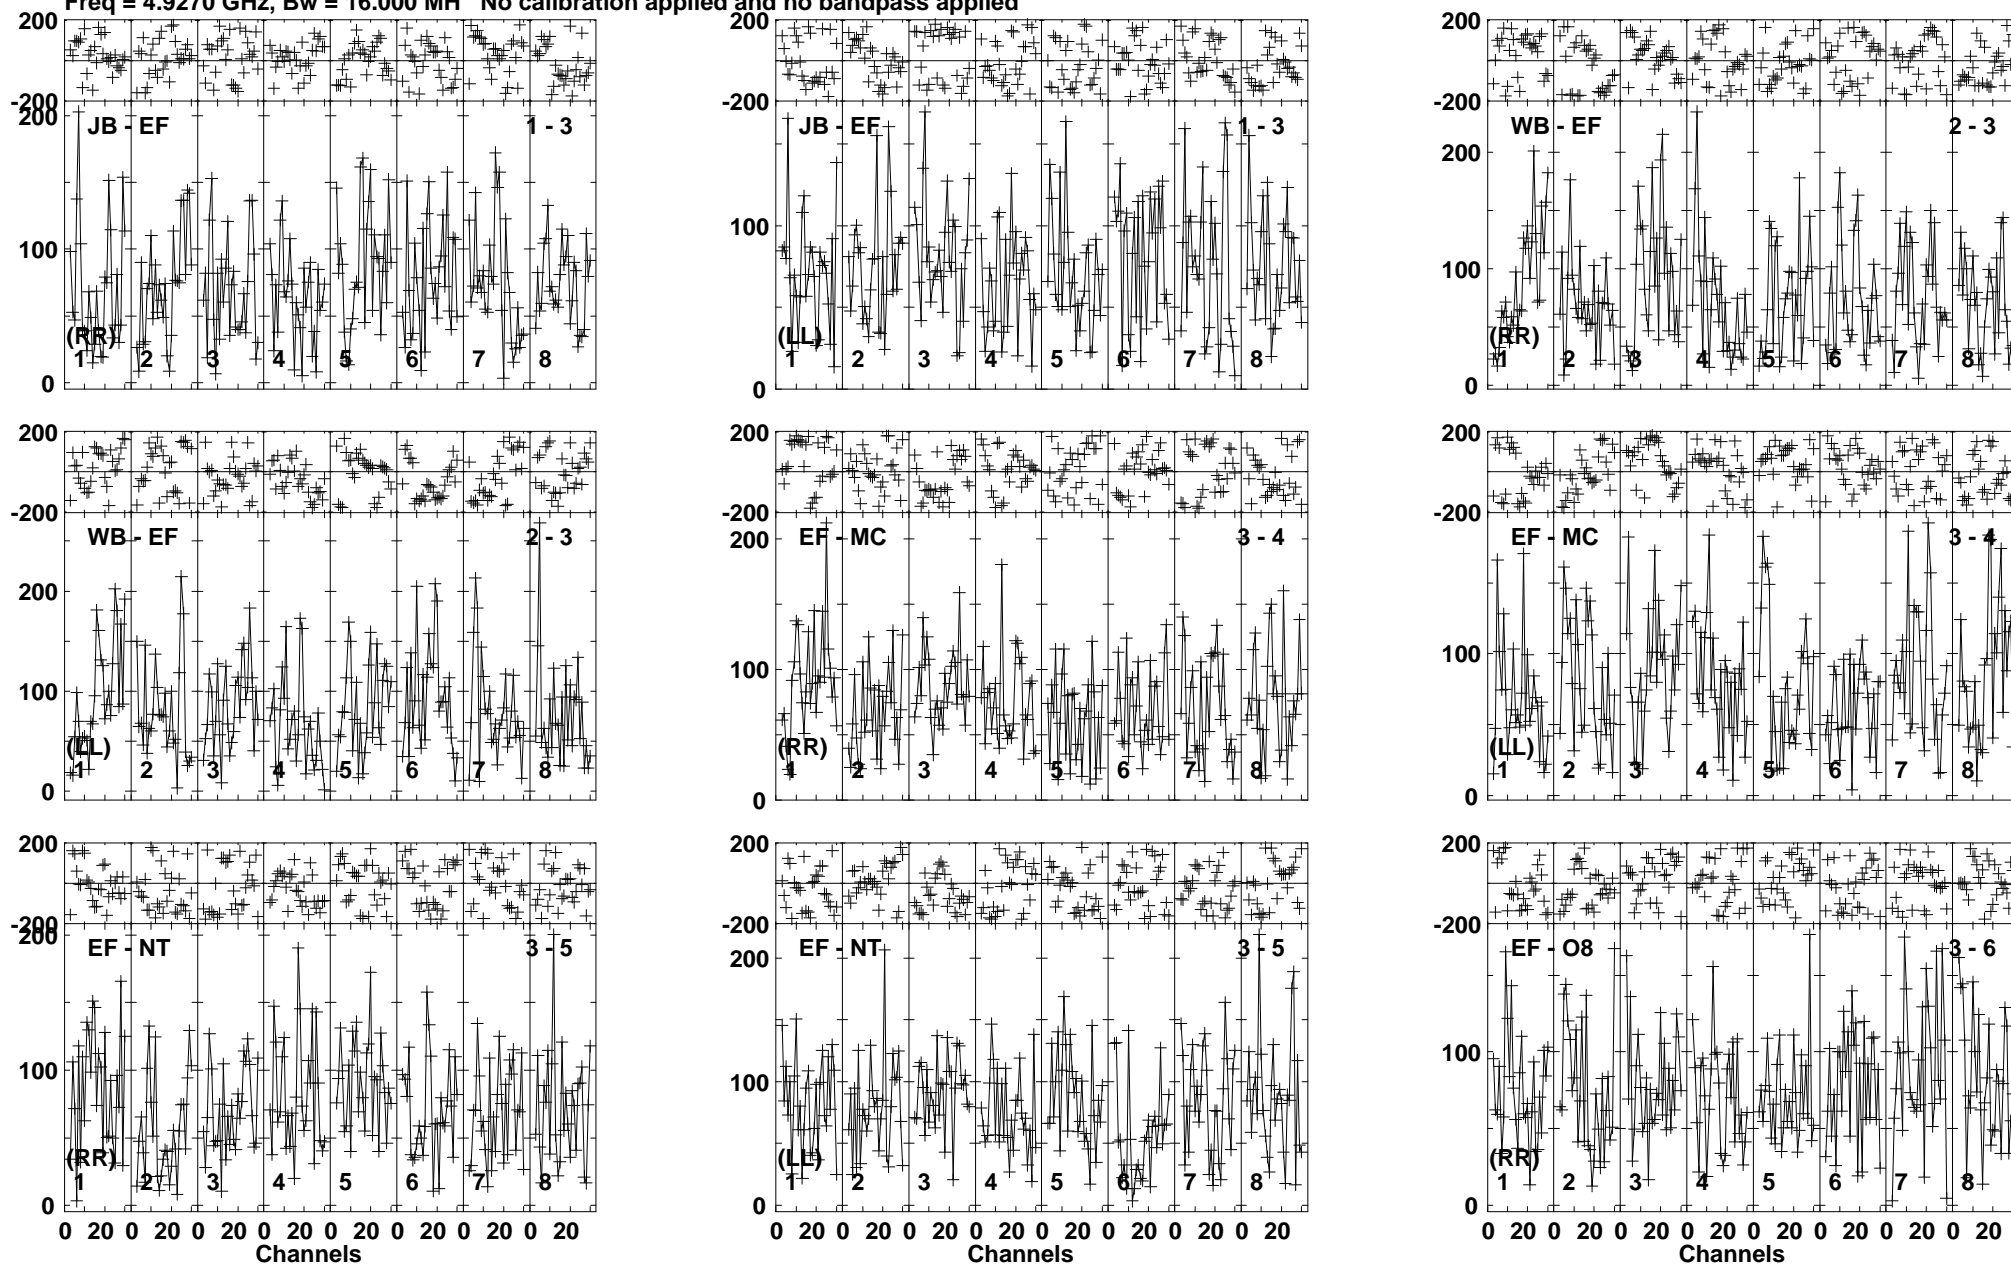 Freq = 4.9270 GHz, Bw = 16.000 MH No calibration applied and no bandpass applied
200 200 200
-200 -200 -200
JB - EF 1 - 3 JB - EF 1 - 3 WB - EF 2 - 3
200
200
100 100 100
(RR) (LL) (RR)
1 2 3 4 5 6 7 8 1 2 3 4 5 6 7 8 1 2 3 4 5 6 7 8
0 0 0
200 200 200
-200 -200 -200
WB - EF 2 - 3 EF - MC 3 - 4 EF - MC 3 - 4
200 200
100 100 100
(LL) (RR) (LL)
1 2 3 4 5 6 7 8 1 2 3 4 5 6 7 8 1 2 3 4 5 6 7 8
0 0 0
200 200 200
-200 -200 -200
200
EF - NT 3 - 5 EF - NT 3 - 5 EF - O8 3 - 6
200
100 100 100
(RR) (LL) (RR)
1 2 3 4 5 6 7 8 1 2 3 4 5 6 7 8 1 2 3 4 5 6 7 8
0 0 0
0 20 0 20 0 20 0 20 0 20 0 20 0 20 0 20 0 20 0 20 0 20 0 20 0 20 0 20 0 20 0 20 0 20 0 20 0 20 0 20 0 20 0 20 0 20 0 20
Channels Channels Channels